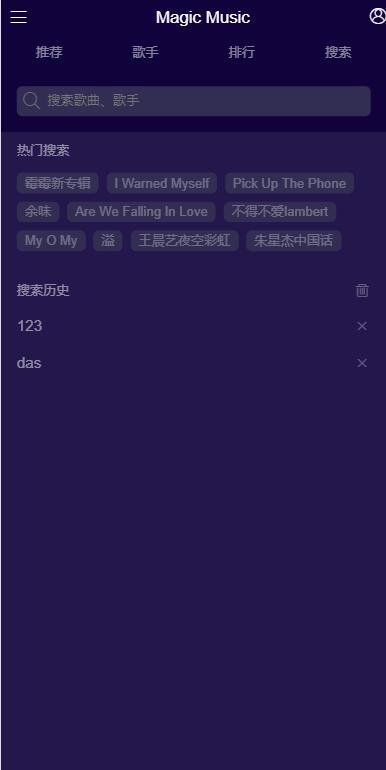 Magic Music
推荐 歌手 排行 搜索
搜索歌曲、歌手
热门搜索
霉霉新专辑 I Warned Myself Pick Up The Phone
余味 Are We Falling In Love 不得不爱lambert
My O My 溢 王晨艺夜空彩虹 朱星杰中国话
搜索历史
123
das